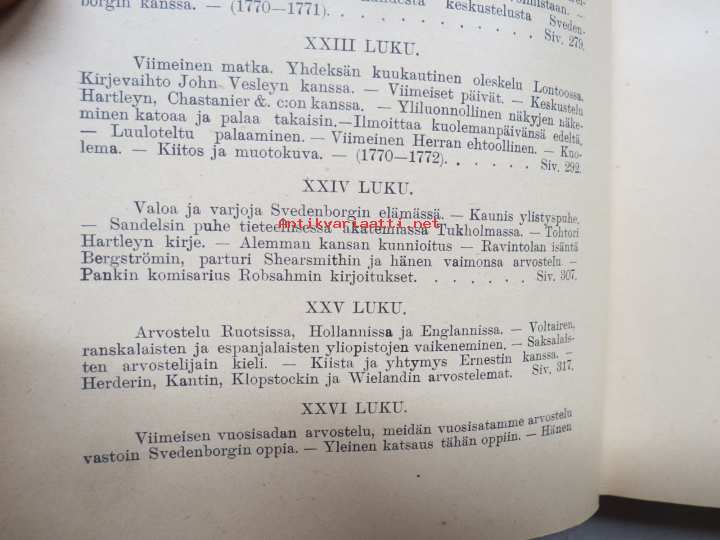 keskustelusta Sveden-
borgin kanssa. — (1770—1771). Siv. 279.
XXIII LUKU.
Viimeinen matka. Yhdeksän kuukautinen oleskelu Lontoossa.
Kirjevaihto John Vesleyn kanssa. — Viimeiset päivät. — Keskustelu
Hartleyn, Chastanier &. c:on kanssa. — Yliluonnollinen näkyjen näke-
minen katoaa ja palaa takaisin.—Ilmoittaa kuolemanpäivänsä edeltä.
— Luuloteltu palaaminen. — Viimeinen Herran ehtoollinen. — Kuo-
lema. — Kiitos ja muotokuva. — (1770—1772). . . . . . Siv. 292.
XXIV LUKU.
Valoa ja varjoja Svedenborgin elämässä. — Kaunis ylistyspuhe.
— Sandelsin puhe tieteellisessä akatemiassa Tukholmassa. — Tohtori
Antikvariaatti.net
Hartleyn kirje. — Alemman kansan kunnioitus — Ravintolan isäntä
Bergströmin, parturi Shearsmithin ja hänen vaimonsa arvostelu —
Pankin komisarius Robsahmin kirjoitukset. . . . . . . Siv. 307.
XXV LUKU.
Arvostelu Ruotsissa, Hollannissa ja Englannissa. — Voltairen,
ranskalaisten ja espanjalaisten yliopistojen vaikeneminen. — Saksalais-
ten arvostelijain kieli. — Kiista ja yhtymys Ernestin kanssa. —
Herderin, Kantin, Klopstockin ja Wielandin arvostelemat. Siv. 317.
XXVI LUKU.
Viimeisen vuosisadan arvostelu, meidän vuosisatamme arvostelu
vastoin Svedenborgin oppia. — Yleinen katsaus tähän oppiin. — Hänen